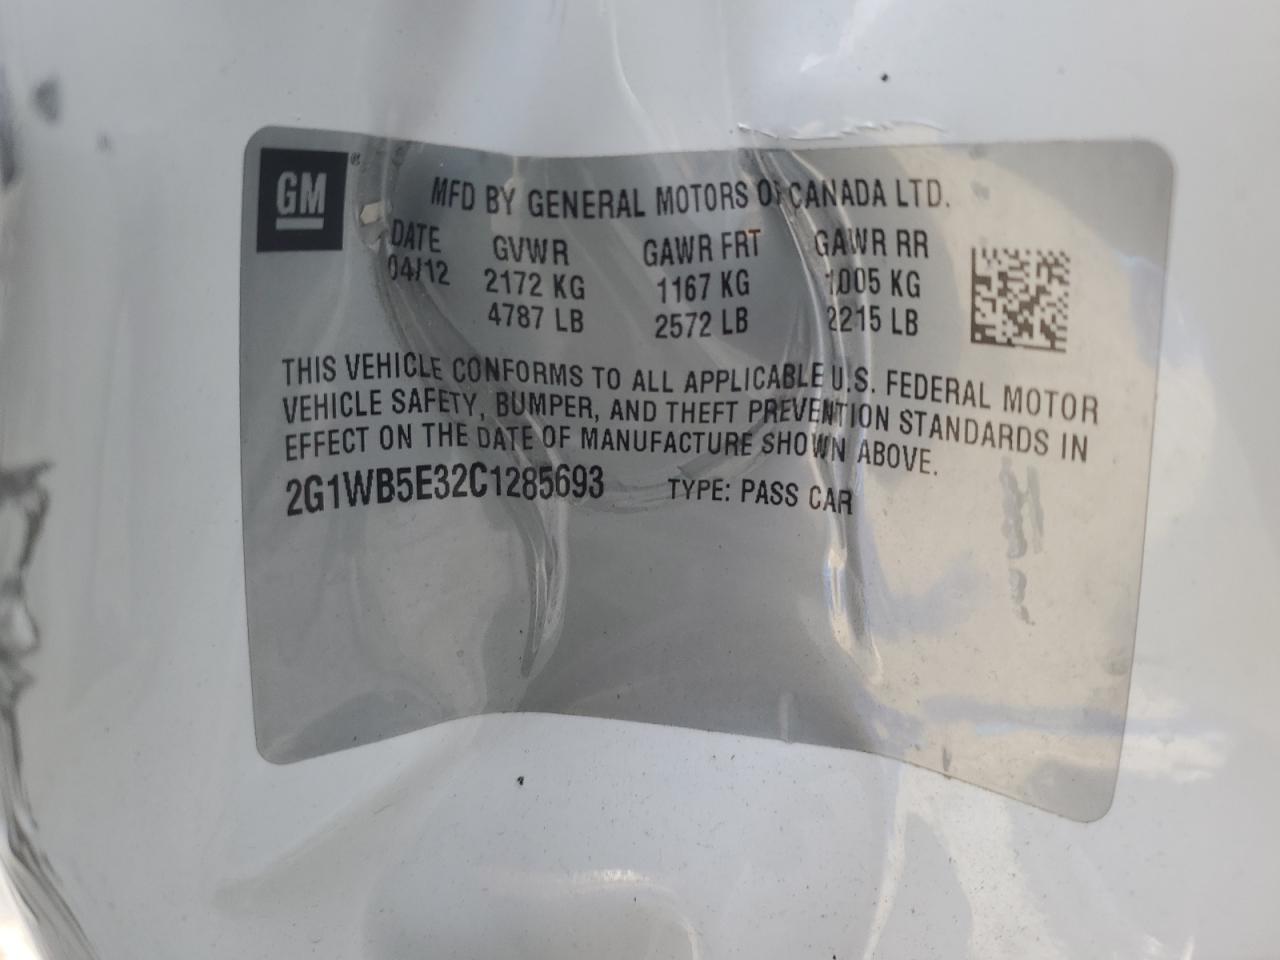 GM®
MFD BY GENERAL MOTORS OF CANADA LTD.
DATE GVWR GAWR FRT GAWR RR
04/12 2172 KG 1167 KG 1005 KG
4787 LB 2572 LB 2215 LB
THIS VEHICLE CONFORMS TO ALL APPLICABLE U.S. FEDERAL MOTOR
VEHICLE SAFETY, BUMPER, AND THEFT PREVENTION STANDARDS IN
EFFECT ON THE DATE OF MANUFACTURE SHOWN ABOVE.
2G1WB5E32C1285693 TYPE: PASS CAR